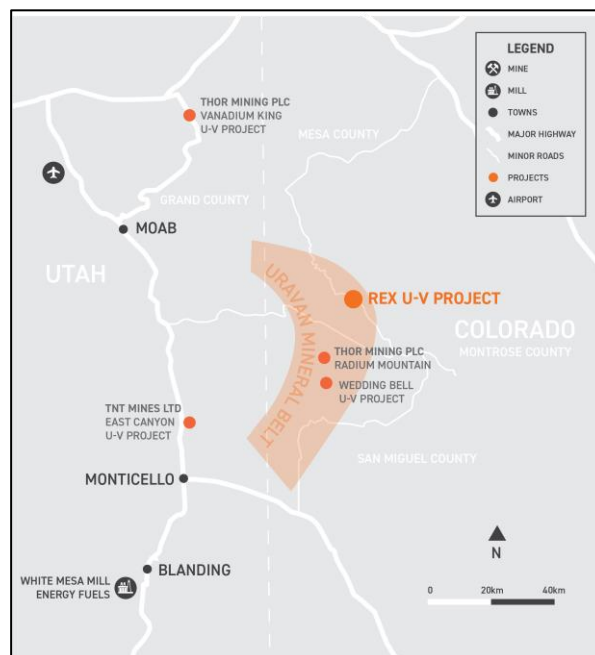 LEGEND
MINE
MILL
TOWNS
MAJOR HIGHWAY
MINOR ROADS
PROJECTS
AIRPORT
THOR MINING PLC
VANADIUM KING
U-V PROJECT
MESA COUNTY
GRAND COUNTY
MOAB
UTAH
URAVAN MINERAL BELT
REX U-V PROJECT
COLORADO
MONTROSE COUNTY
THOR MINING PLC
RADIUM MOUNTAIN
WEDDING BELL
U-V PROJECT
TNT MINES LTD
EAST CANYON
U-V PROJECT
SAN MIGUEL COUNTY
MONTICELLO
BLANDING
WHITE MESA MILL
ENERGY FUELS
N
0 20km 40km